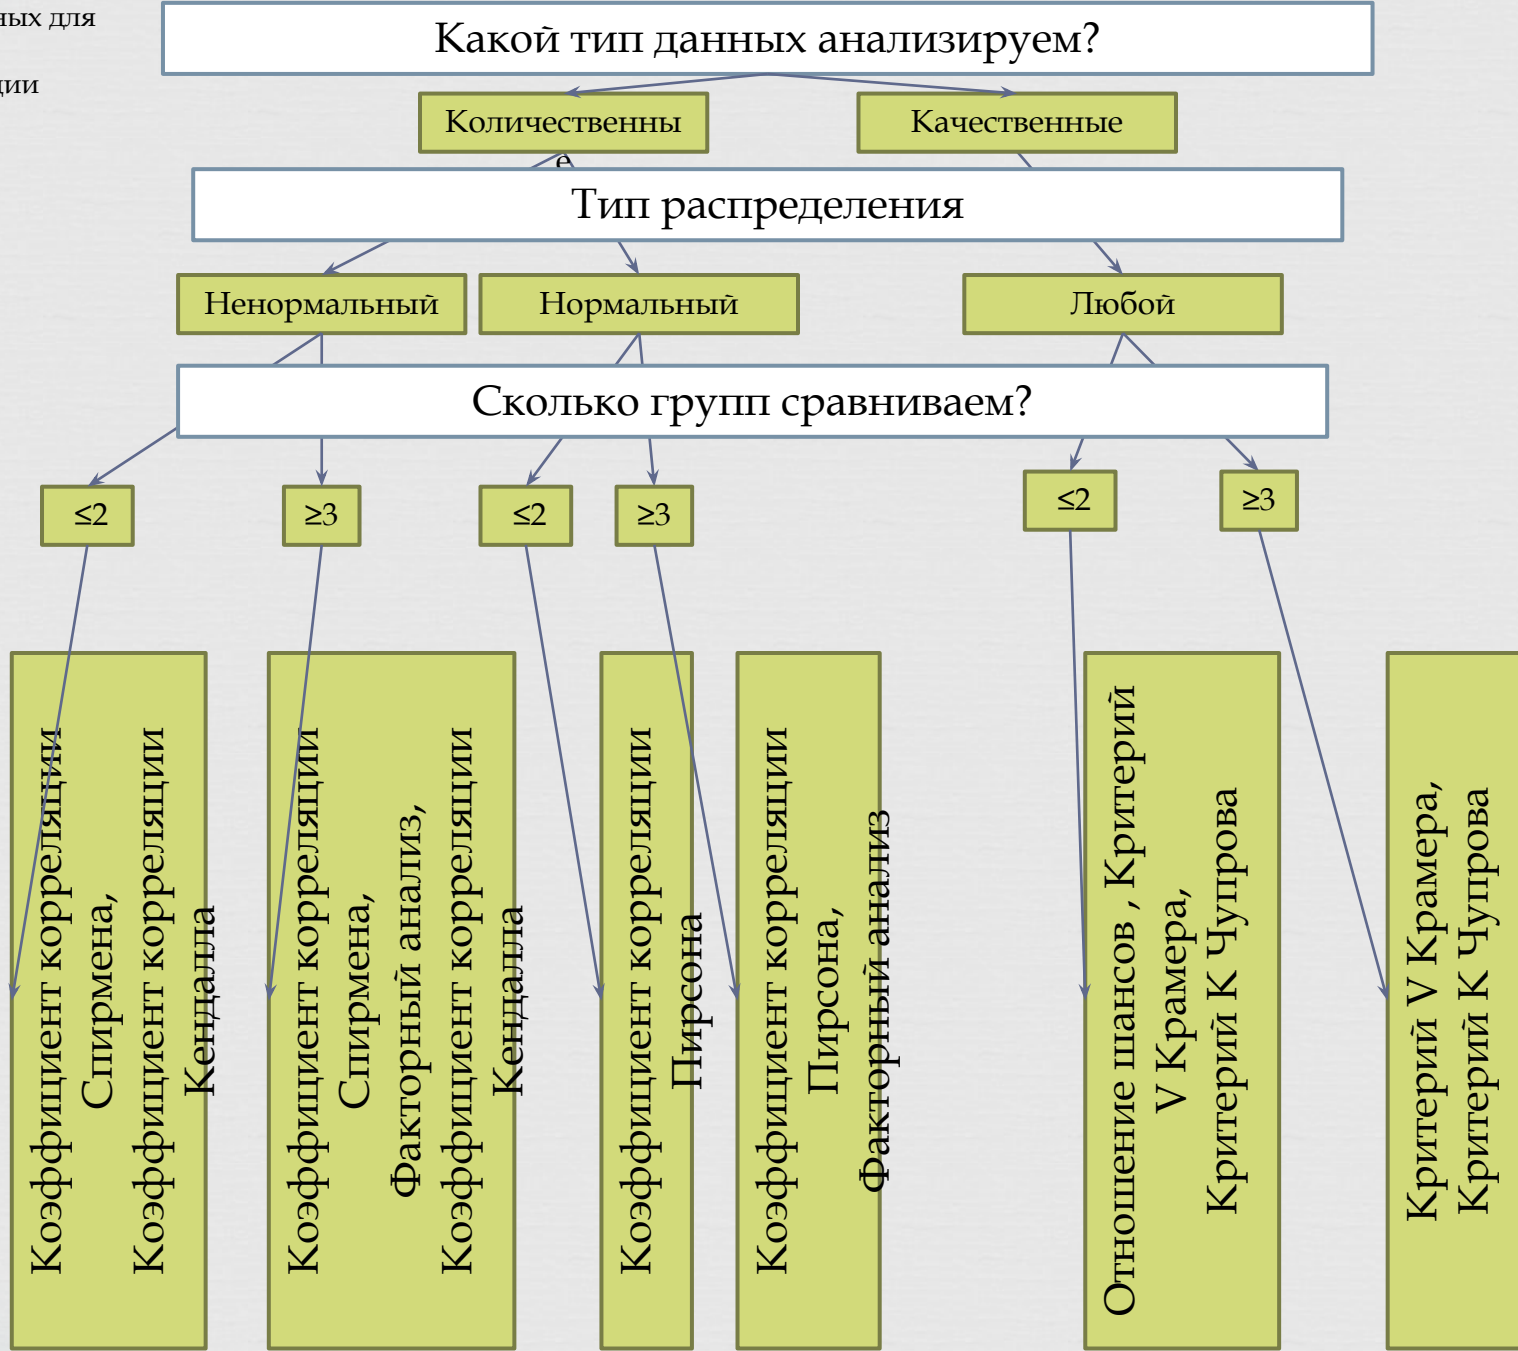 ных для
ции
Какой тип данных анализируем?
Количественны
е
Качественные
Тип распределения
Ненормальный
Нормальный
Любой
Сколько групп сравниваем?
≤2
≥3
≤2
≥3
≤2
≥3
Коэффициент корреляции
Спирмена,
Коэффициент корреляции
Кендалла
Коэффициент корреляции
Спирмена,
Факторный анализ,
Коэффициент корреляции
Кендалла
Коэффициент корреляции
Пирсона
Коэффициент корреляции
Пирсона,
Факторный анализ
Отношение шансов , Критерий
V Крамера,
Критерий К Чупрова
Критерий V Крамера,
Критерий К Чупрова